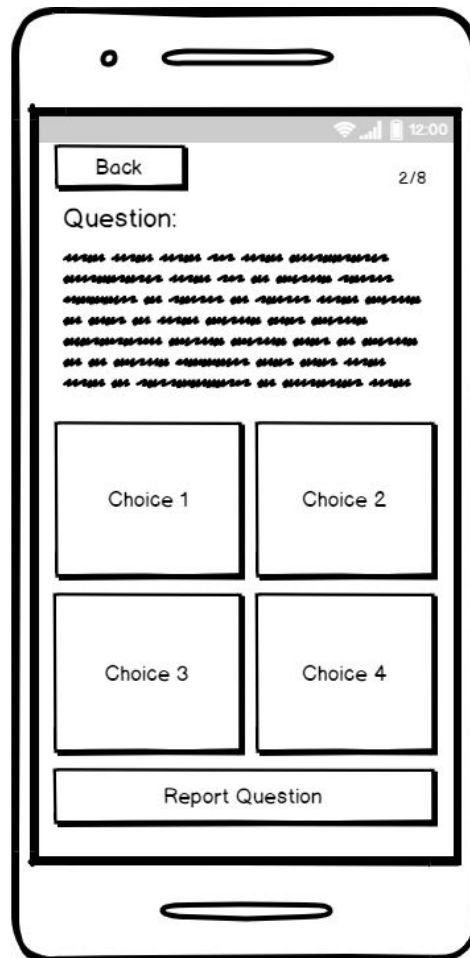 12:00
Back
2/8
Question:
Choice 1
Choice 2
Choice 3
Choice 4
Report Question